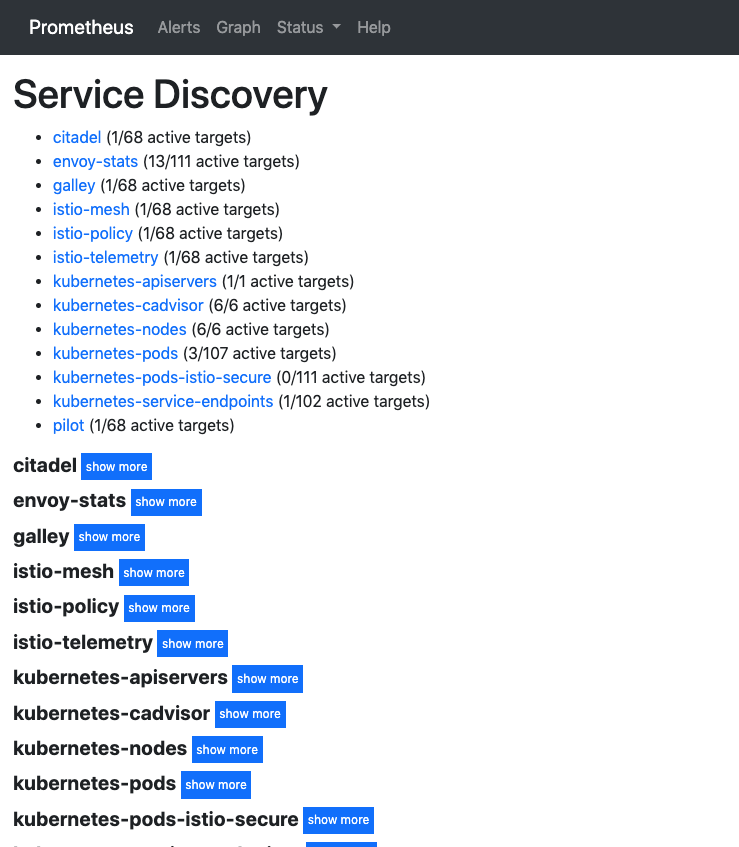 Prometheus Alerts Graph Status Help
Service Discovery
citadel (1/68 active targets)
envoy-stats (13/111 active targets)
galley (1/68 active targets)
istio-mesh (1/68 active targets)
istio-policy (1/68 active targets)
istio-telemetry (1/68 active targets)
kubernetes-apiservers (1/1 active targets)
kubernetes-cadvisor (6/6 active targets)
kubernetes-nodes (6/6 active targets)
kubernetes-pods (3/107 active targets)
kubernetes-pods-istio-secure (0/111 active targets)
kubernetes-service-endpoints (1/102 active targets)
pilot (1/68 active targets)
citadel show more
envoy-stats show more
galley show more
istio-mesh show more
istio-policy show more
istio-telemetry show more
kubernetes-apiservers show more
kubernetes-cadvisor show more
kubernetes-nodes show more
kubernetes-pods show more
kubernetes-pods-istio-secure show more